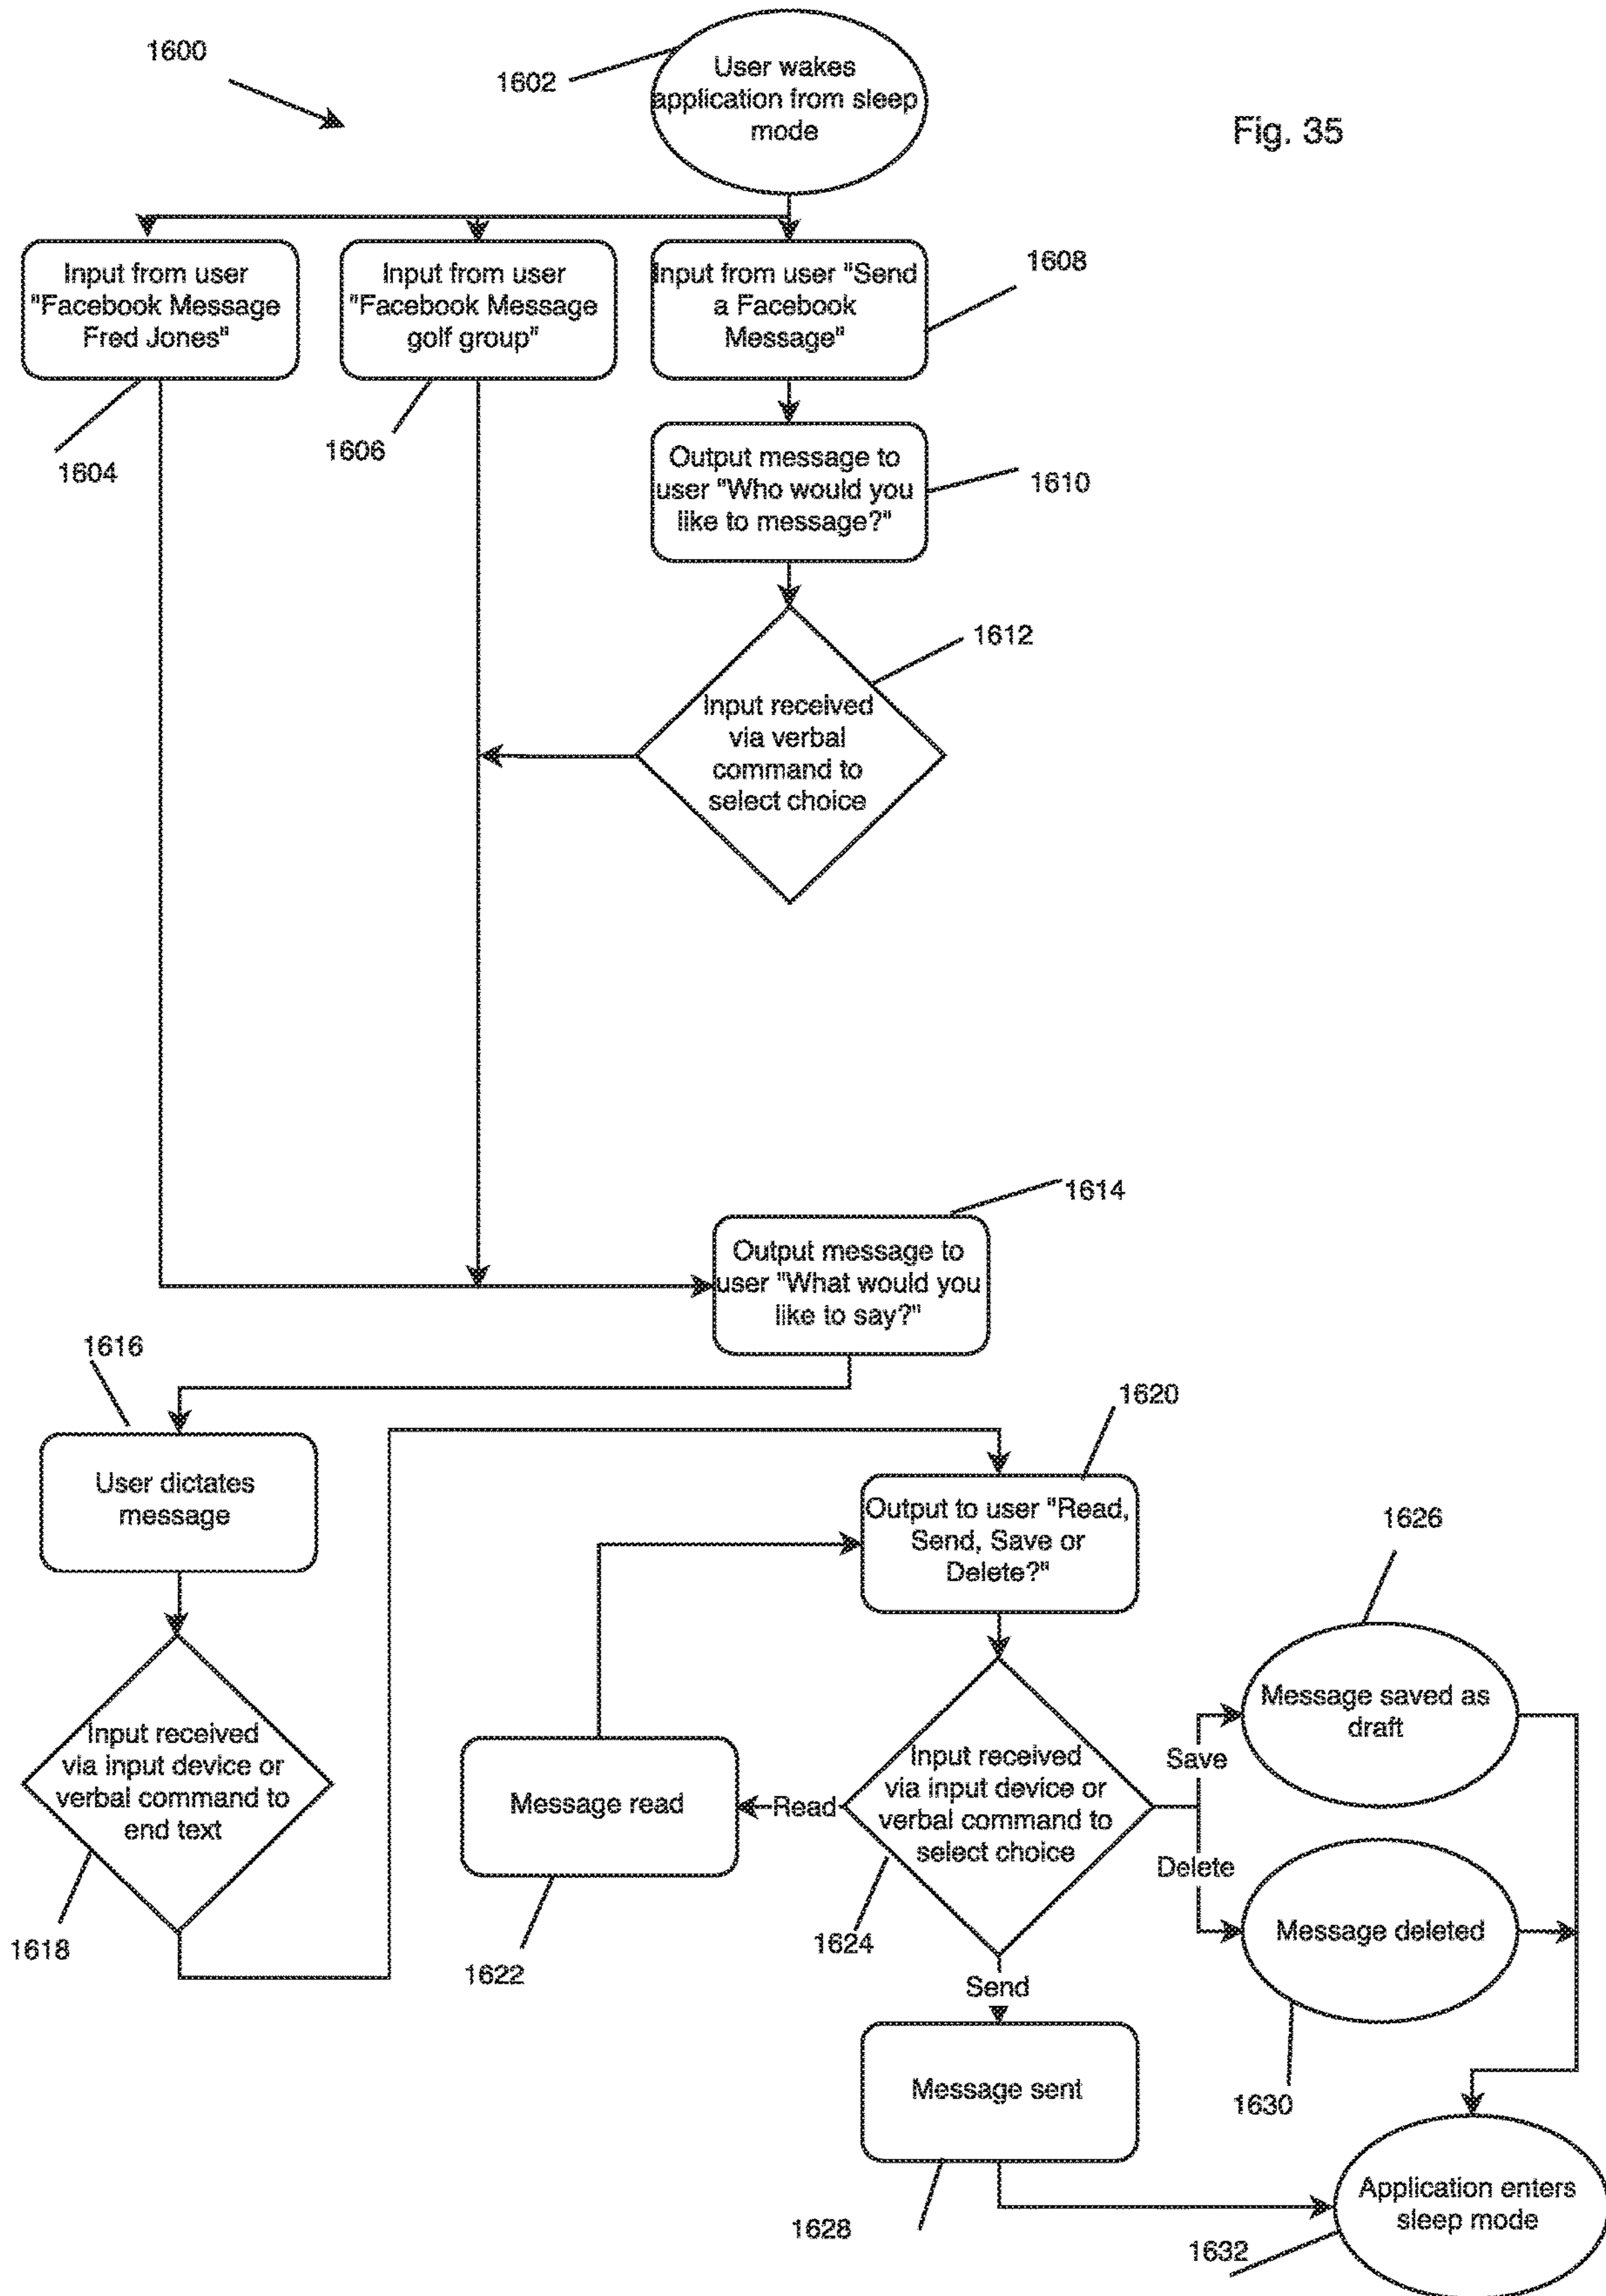 1600
1602
User wakes
application from sleep
mode
Fig. 35
Input from user
"Facebook Message
Fred Jones"
Input from user
"Facebook Message
golf group"
Input from user "Send
a Facebook
Message"
1608
1604
1606
Output message to
user "Who would you
like to message?"
1610
1612
Input received
via verbal
command to
select choice
1614
Output message to
user "What would you
like to say?"
1616
User dictates
message
1620
Output to user "Read,
Send, Save or
Delete?"
1626
Input received
via input device or
verbal command to
end text
1618
Message read
1622
Read
Input received
via input device or
verbal command to
select choice
1624
Save
Message saved as
draft
Delete
Message deleted
1630
Send
Message sent
1628
Application enters
sleep mode
1632